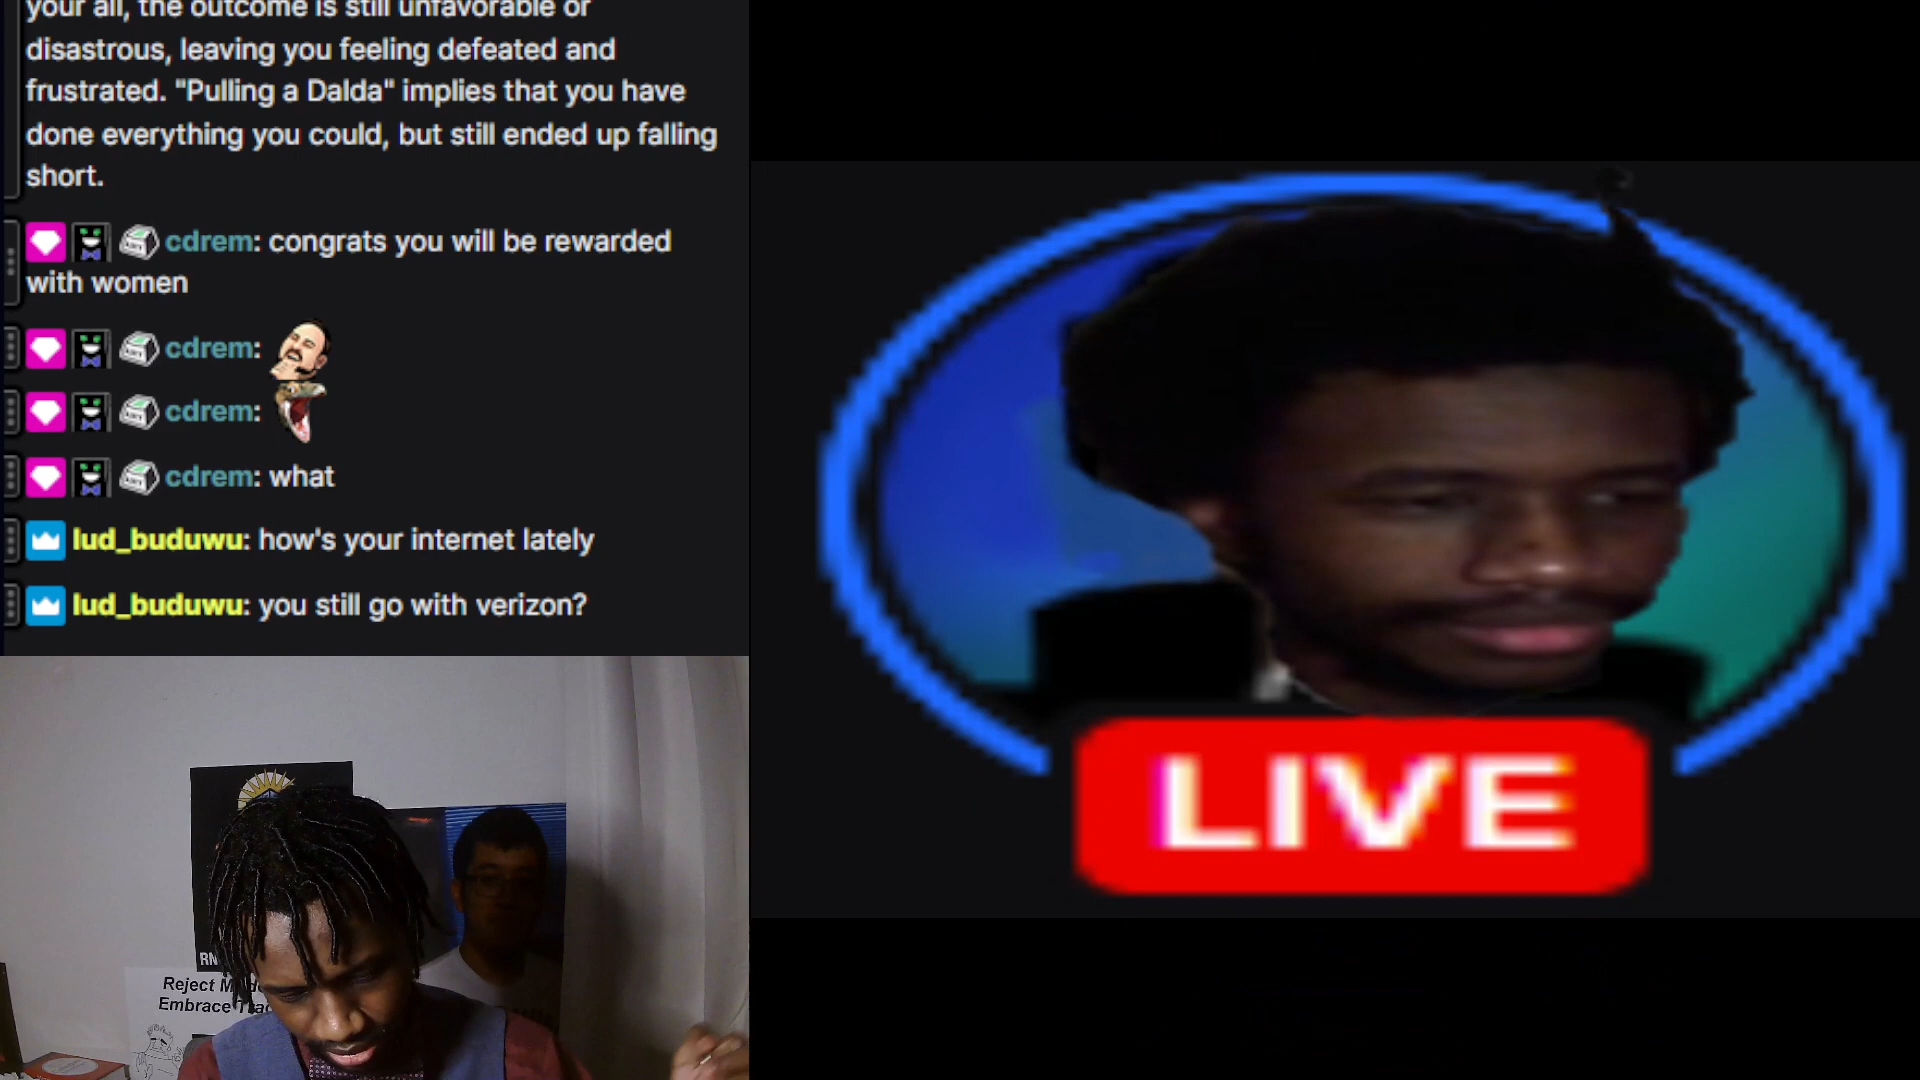 your all, the outcome is still unfavorable or
disastrous, leaving you feeling defeated and
frustrated. "Pulling a Dalda" implies that you have
done everything you could, but still ended up falling
short.
cdrem: congrats you will be rewarded
with women
cdrem:
cdrem:
cdrem: what
lud_buduwu: how's your internet lately
lud_buduwu: you still go with verizon?
LIVE
RN
Reject
Embrace